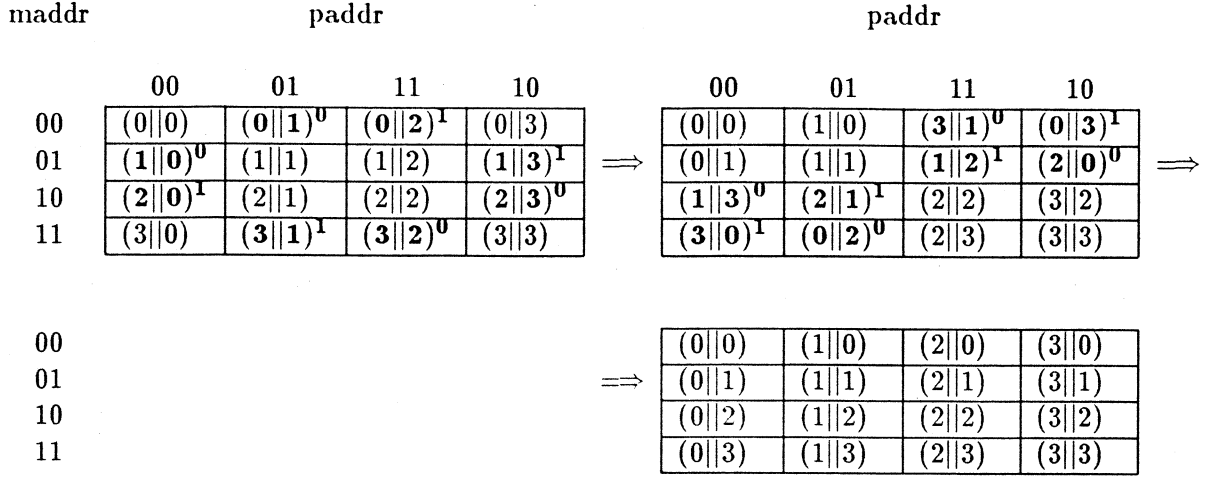 maddr paddr paddr
00 01 11 10 00 01 11 10
00 (0||0) (0||1)⁰ (0||2)¹ (0||3) (0||0) (1||0) (3||1)⁰ (0||3)¹
01 (1||0)⁰ (1||1) (1||2) (1||3)¹ ⟹ (0||1) (1||1) (1||2)¹ (2||0)⁰ ⟹
10 (2||0)¹ (2||1) (2||2) (2||3)⁰ (1||3)⁰ (2||1)¹ (2||2) (3||2)
11 (3||0) (3||1)¹ (3||2)⁰ (3||3) (3||0)¹ (0||2)⁰ (2||3) (3||3)
00 (0||0) (1||0) (2||0) (3||0)
01 ⟹ (0||1) (1||1) (2||1) (3||1)
10 (0||2) (1||2) (2||2) (3||2)
11 (0||3) (1||3) (2||3) (3||3)